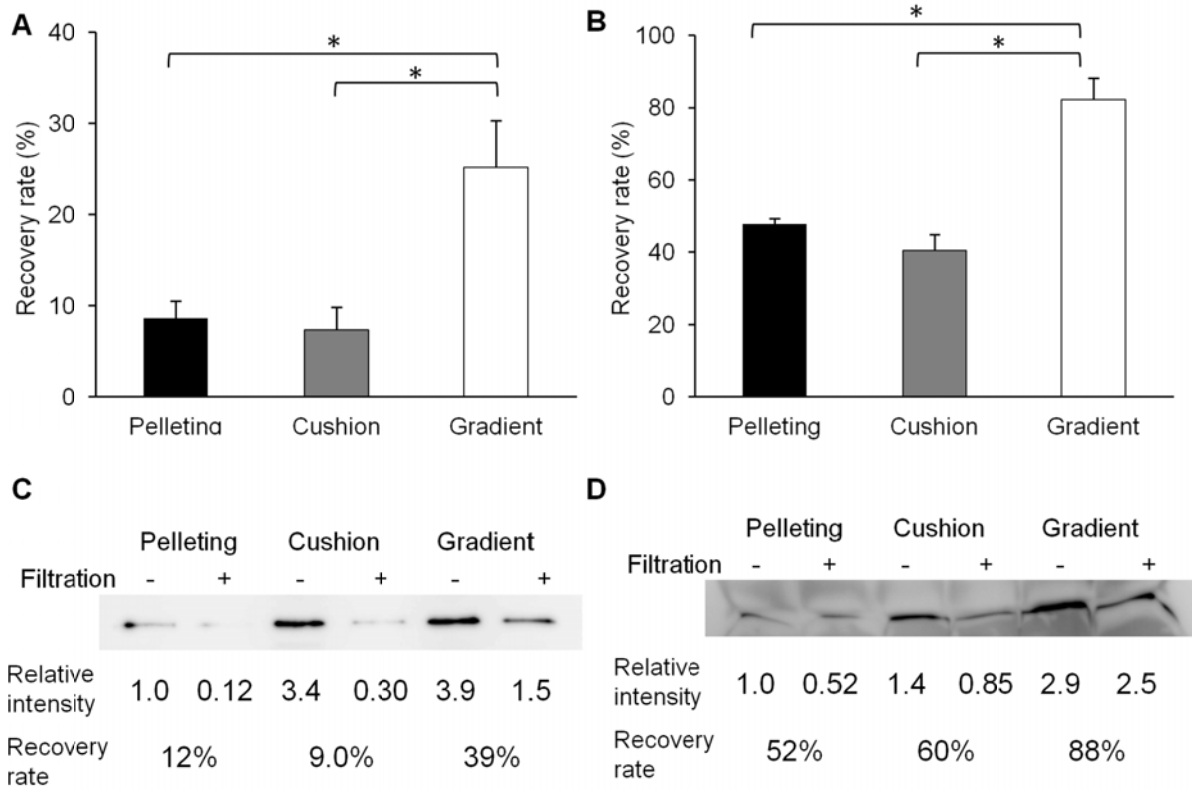 A
40
30
20
10
0
Recovery rate (%)
*
*
Pelleting Cushion Gradient
B
100
80
60
40
20
0
Recovery rate (%)
*
*
Pelleting Cushion Gradient
C
Pelleting Cushion Gradient
Filtration - + - + - +
Relative
intensity
1.0 0.12 3.4 0.30 3.9 1.5
Recovery
rate
12% 9.0% 39%
D
Pelleting Cushion Gradient
Filtration - + - + - +
Relative
intensity
1.0 0.52 1.4 0.85 2.9 2.5
Recovery
rate
52% 60% 88%